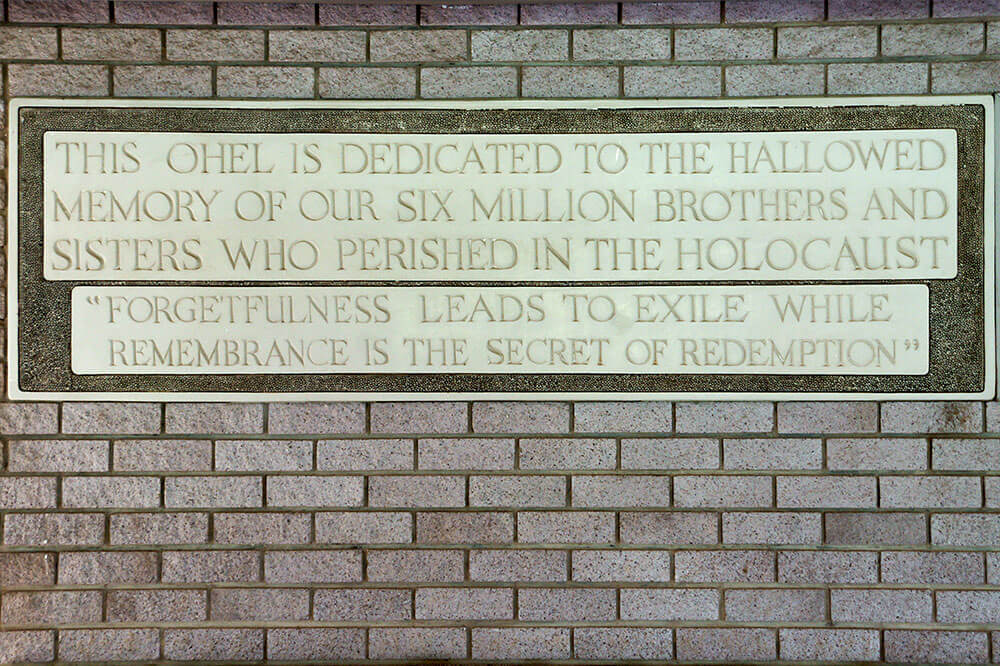 THIS OHEL IS DEDICATED TO THE HALLOWED
MEMORY OF OUR SIX MILLION BROTHERS AND
SISTERS WHO PERISHED IN THE HOLOCAUST
“FORGETFULNESS LEADS TO EXILE WHILE
REMEMBRANCE IS THE SECRET OF REDEMPTION”